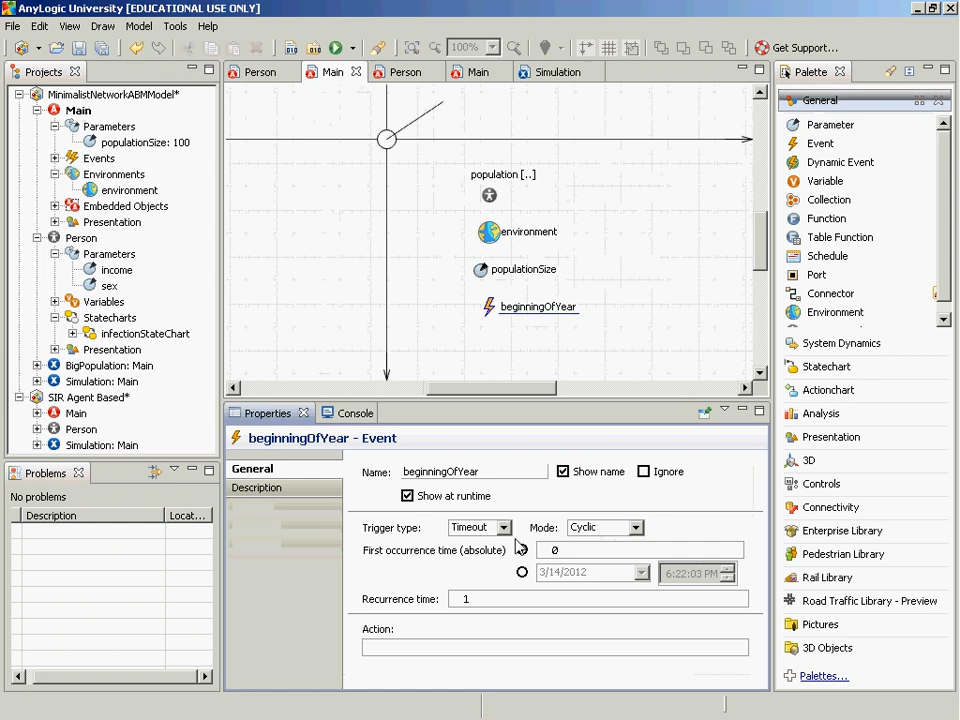 AnyLogic University [EDUCATIONAL USE ONLY]
File Edit View Draw Model Tools Help
100% Get Support...
Projects
MinimalistNetworkABMModel*
Main
Parameters
populationSize: 100
Events
Environments
environment
Embedded Objects
Presentation
Person
Parameters
income
sex
Variables
Statecharts
infectionStateChart
Presentation
BigPopulation: Main
Simulation: Main
SIR Agent Based*
Main
Person
Simulation: Main
Problems
No problems
Description Locat...
Person Main Person Main Simulation
population [..]
environment
populationSize
beginningOfYear
Properties Console
beginningOfYear - Event
General
Description
Name: beginningOfYear Show name Ignore
Show at runtime
Trigger type: Timeout Mode: Cyclic
First occurrence time (absolute) 0
3/14/2012 6:22:03 PM
Recurrence time: 1
Action:
Palette
General
Parameter
Event
Dynamic Event
Variable
Collection
Function
Table Function
Schedule
Port
Connector
Environment
System Dynamics
Statechart
Actionchart
Analysis
Presentation
3D
Controls
Connectivity
Enterprise Library
Pedestrian Library
Rail Library
Road Traffic Library - Preview
Pictures
3D Objects
Palettes...